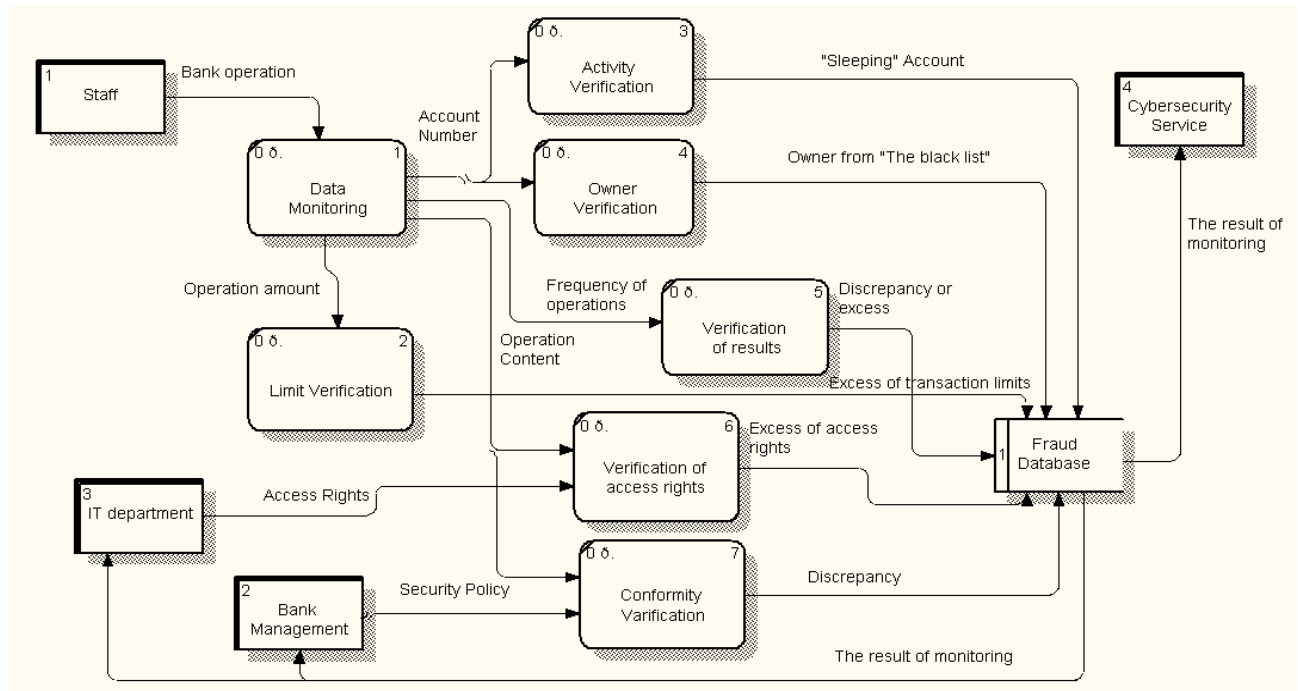 1
Staff
Bank operation
0 ð.
1
Data
Monitoring
Account
Number
0 ð.
3
Activity
Verification
"Sleeping" Account
4
Cybersecurity
Service
0 ð.
4
Owner
Verification
Owner from "The black list"
The result of
monitoring
Operation amount
Frequency of
operations
0 ð.
5
Verification
of results
Discrepancy or
excess
Operation
Content
0 ð.
2
Limit Verification
Excess of transaction limits
0 ð.
6
Verification of
access rights
Excess of access
rights
1
Fraud
Database
3
IT department
Access Rights
0 ð.
7
Conformity
Varification
Discrepancy
2
Bank
Management
Security Policy
The result of monitoring